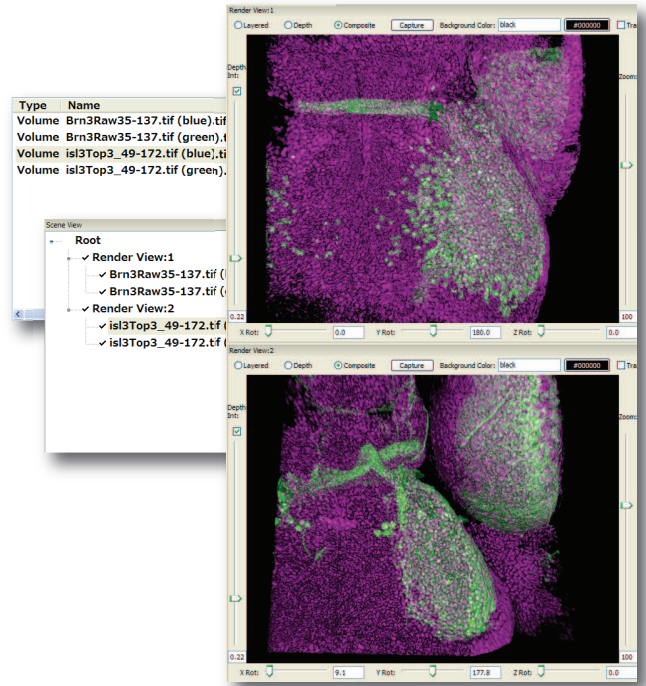 Render View:1
Layered Depth Composite Capture Background Color: black #000000 Tra
Depth
Int:
Zoom:
0.22 100
X Rot: 0.0 Y Rot: 180.0 Z Rot: 0.0
Type Name
Volume Brn3Raw35-137.tif (blue).tif
Volume Brn3Raw35-137.tif (green).t
Volume isl3Top3_49-172.tif (blue).ti
Volume isl3Top3_49-172.tif (green).
Scene View
Root
Render View:1
Brn3Raw35-137.tif (
Brn3Raw35-137.tif (
Render View:2
isl3Top3_49-172.tif (
isl3Top3_49-172.tif (
Render View:2
Layered Depth Composite Capture Background Color: black #000000 Tra
Depth
Int:
Zoom:
0.22 100
X Rot: 9.1 Y Rot: 177.8 Z Rot: 0.0